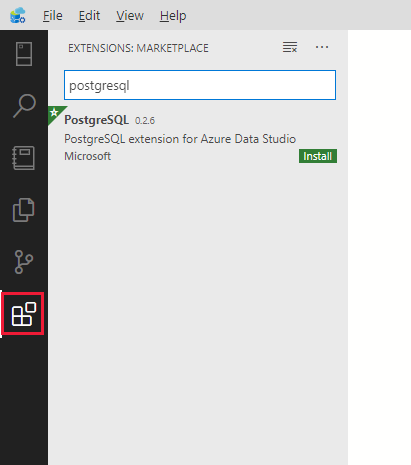 File Edit View Help
EXTENSIONS: MARKETPLACE
postgresql
PostgreSQL 0.2.6
PostgreSQL extension for Azure Data Studio
Microsoft Install